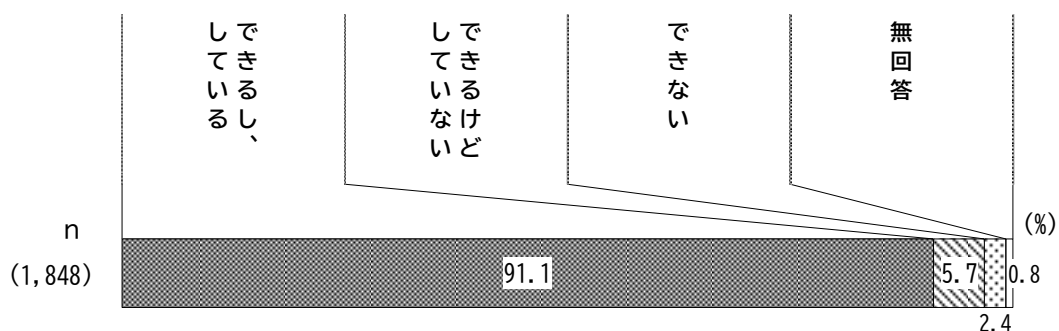 できるし、
している
できるけど
していない
できない
無回答
(%)
n
(1,848)
91.1
5.7
0.8
2.4